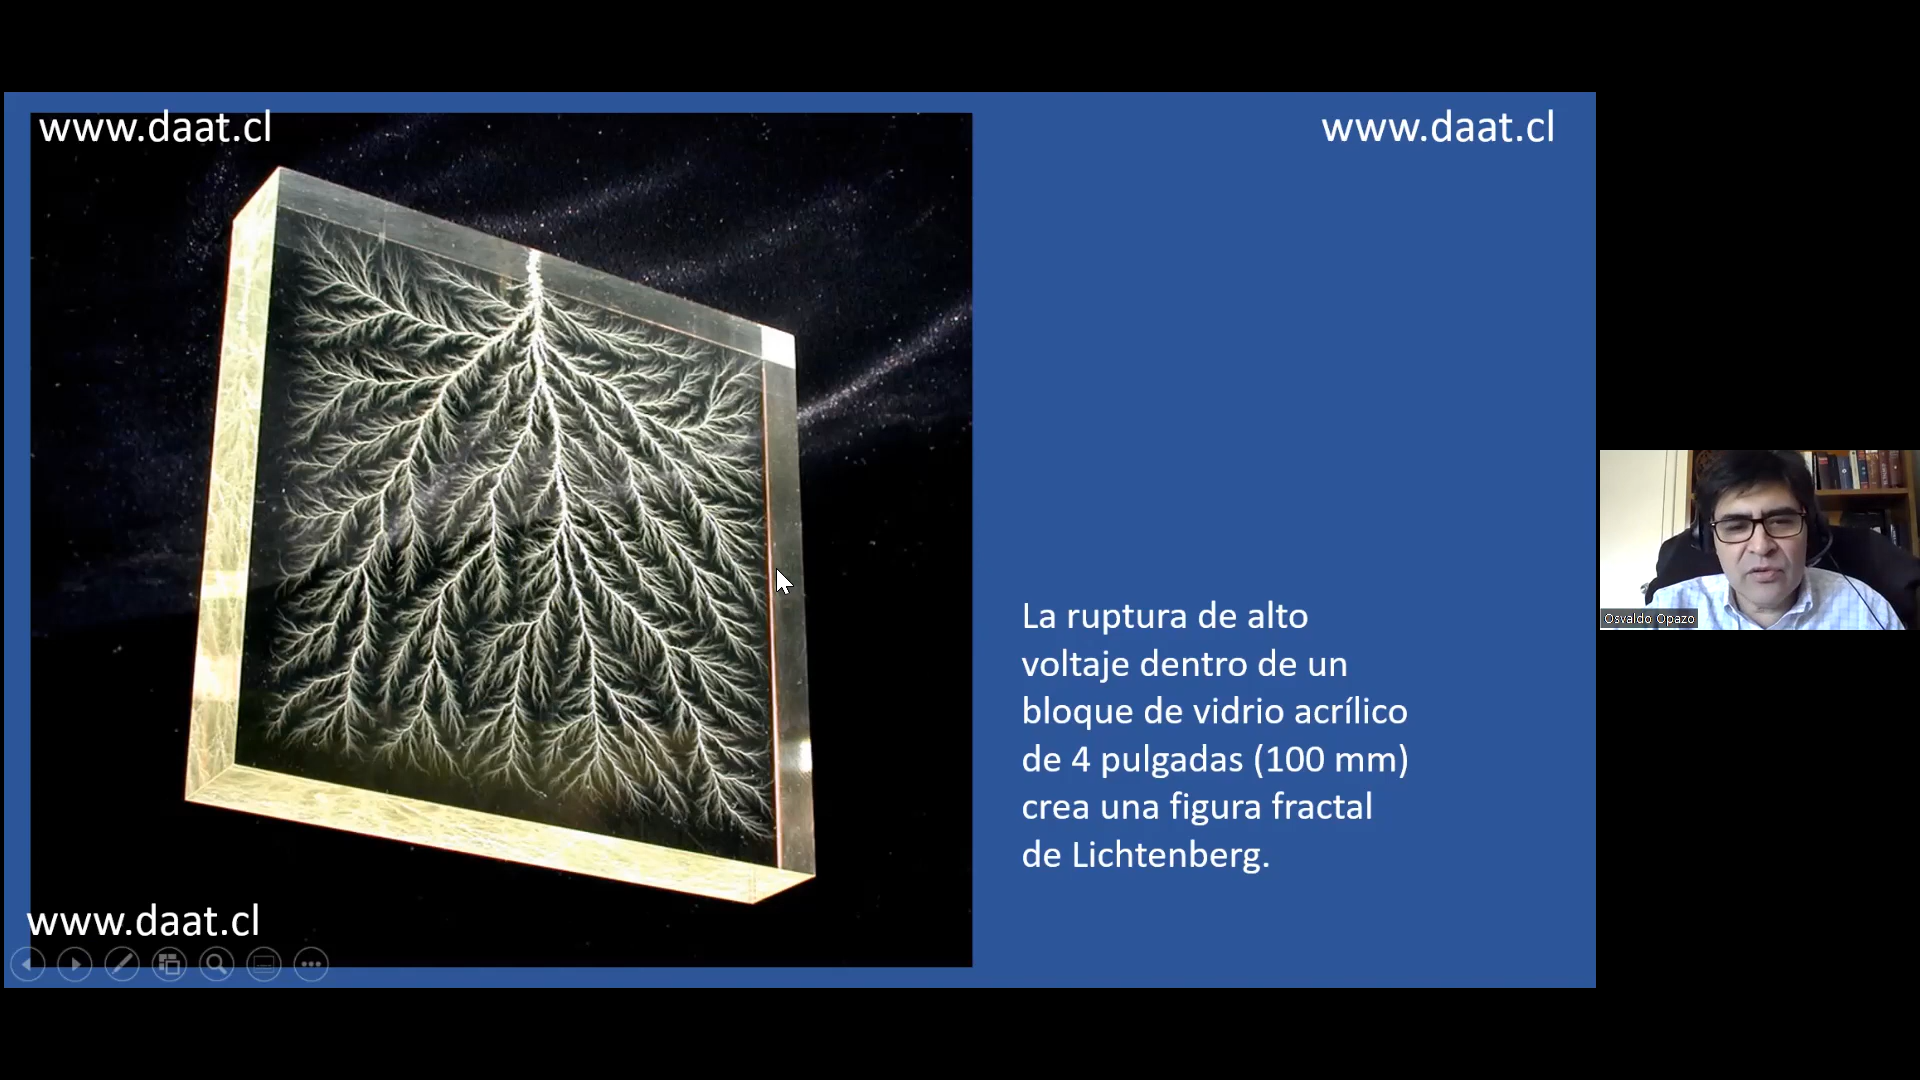 www.daat.cl
www.daat.cl
La ruptura de alto
voltaje dentro de un
bloque de vidrio acrílico
de 4 pulgadas (100 mm)
crea una figura fractal
de Lichtenberg.
Osvaldo Opazo
www.daat.cl